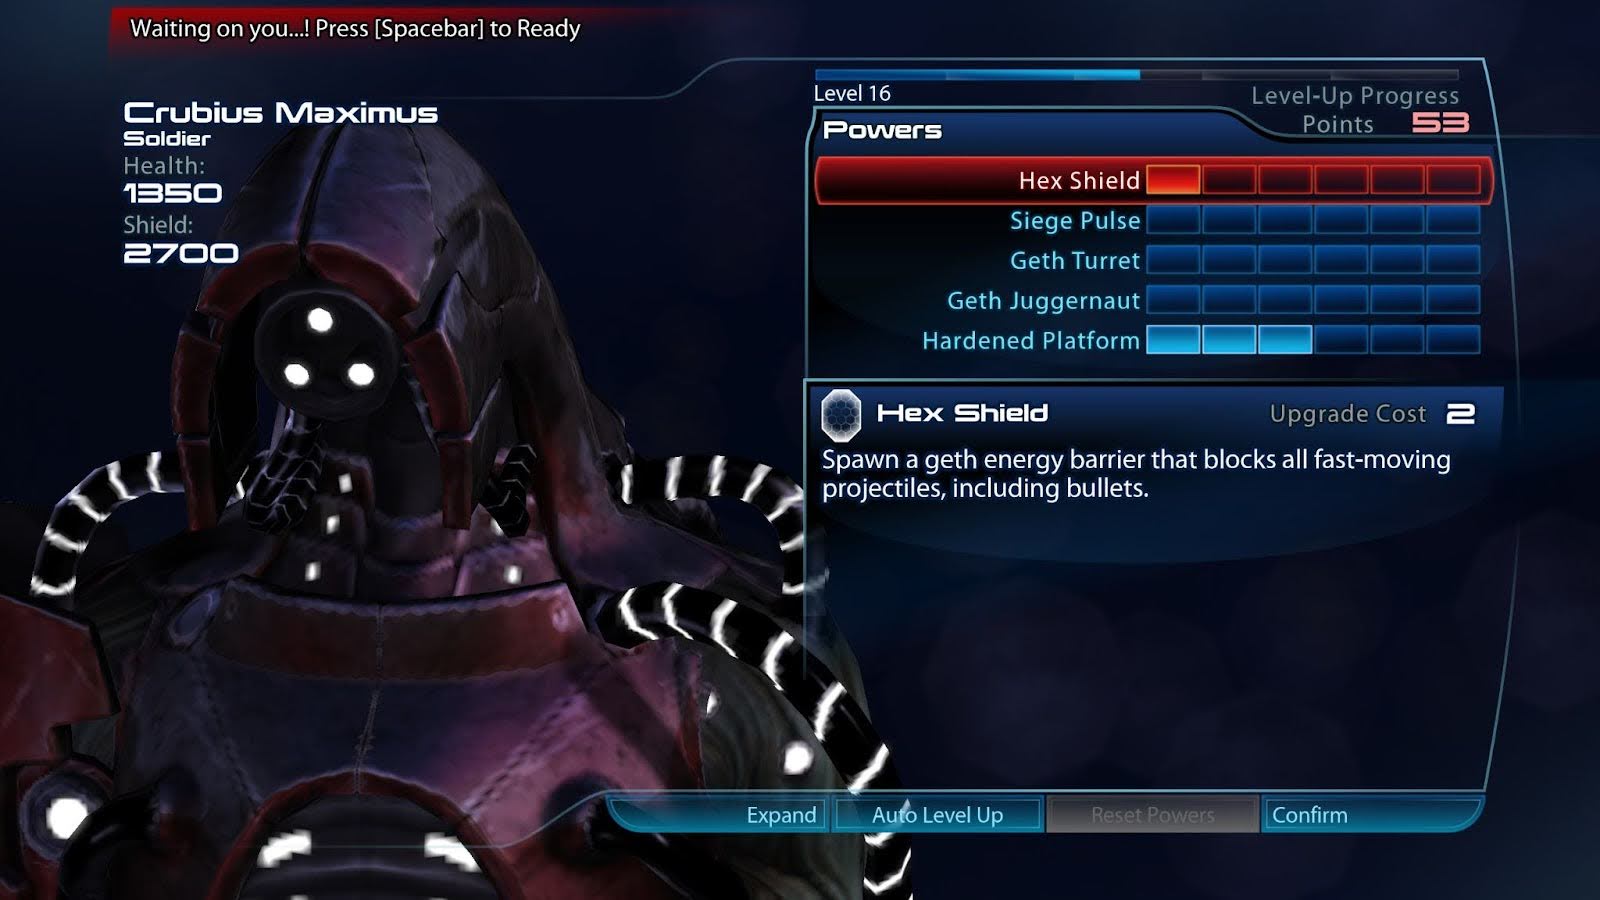 Waiting on you...! Press [Spacebar] to Ready
Crubius Maximus
Soldier
Health:
1350
Shield:
2700
Level 16
Level-Up Progress
Points 53
Powers
Hex Shield
Siege Pulse
Geth Turret
Geth Juggernaut
Hardened Platform
Hex Shield
Upgrade Cost 2
Spawn a geth energy barrier that blocks all fast-moving
projectiles, including bullets.
Expand
Auto Level Up
Reset Powers
Confirm